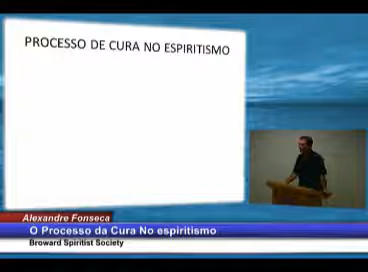 PROCESSO DE CURA NO ESPIRITISMO
Alexandre Fonseca
O Processo da Cura No espiritismo
Broward Spiritist Society